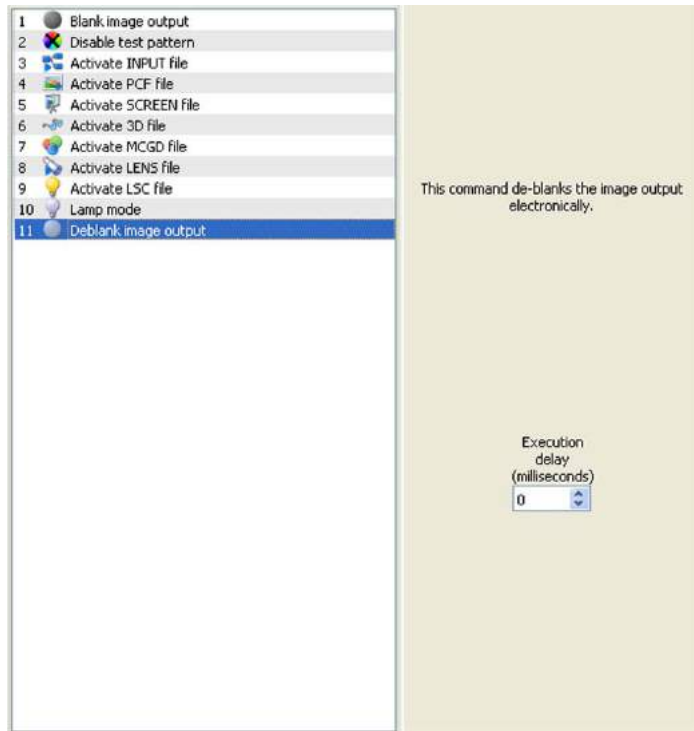 1 Blank image output
2 Disable test pattern
3 Activate INPUT file
4 Activate PCF file
5 Activate SCREEN file
6 Activate 3D file
7 Activate MCGD file
8 Activate LENS file
9 Activate LSC file
10 Lamp mode
11 Deblank image output
This command de-blanks the image output
electronically.
Execution
delay
(milliseconds)
0